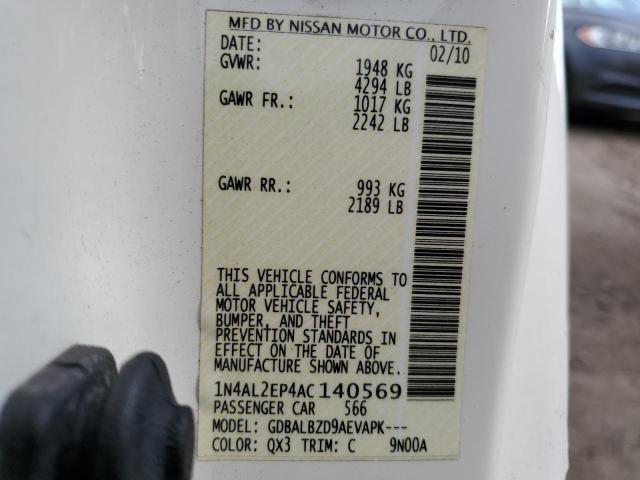 MFD BY NISSAN MOTOR CO., LTD.
DATE: 02/10
GVWR: 1948 KG
4294 LB
GAWR FR.: 1017 KG
2242 LB
GAWR RR.: 993 KG
2189 LB
THIS VEHICLE CONFORMS TO
ALL APPLICABLE FEDERAL
MOTOR VEHICLE SAFETY,
BUMPER, AND THEFT
PREVENTION STANDARDS IN
EFFECT ON THE DATE OF
MANUFACTURE SHOWN ABOVE.
1N4AL2EP4AC140569
PASSENGER CAR 566
MODEL: GDBALBZD9AEVAPK---
COLOR: QX3 TRIM: C 9N00A